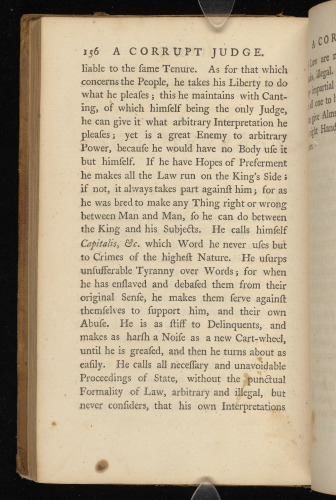 156 A CORRUPT JUDGE.
liable to the ſame Tenure. As for that which
concerns the People, he takes his Liberty to do
what he pleaſes; this he maintains with Cant-
ing, of which himſelf being the only Judge,
he can give it what arbitrary Interpretation he
pleaſes; yet is a great Enemy to arbitrary
Power, becauſe he would have no Body uſe it
but himſelf. If he have Hopes of Preferment
he makes all the Law run on the King's Side;
if not, it always takes part againſt him; for as
he was bred to make any Thing right or wrong
between Man and Man, ſo he can do between
the King and his Subjects. He calls himſelf
Capitalis, &c. which Word he never uſes but
to Crimes of the higheſt Nature. He uſurps
unſufferable Tyranny over Words; for when
he has enſlaved and debaſed them from their
original Senſe, he makes them ſerve againſt
themſelves to ſupport him, and their own
Abuſe. He is as ſtiff to Delinquents, and
makes as harſh a Noiſe as a new Cart-wheel,
until he is greaſed, and then he turns about as
eaſily. He calls all neceſſary and unavoidable
Proceedings of State, without the punctual
Formality of Law, arbitrary and illegal, but
never conſiders, that his own Interpretations
A COR
Law are
illegal.
impartial
one to
give Alms
Hand